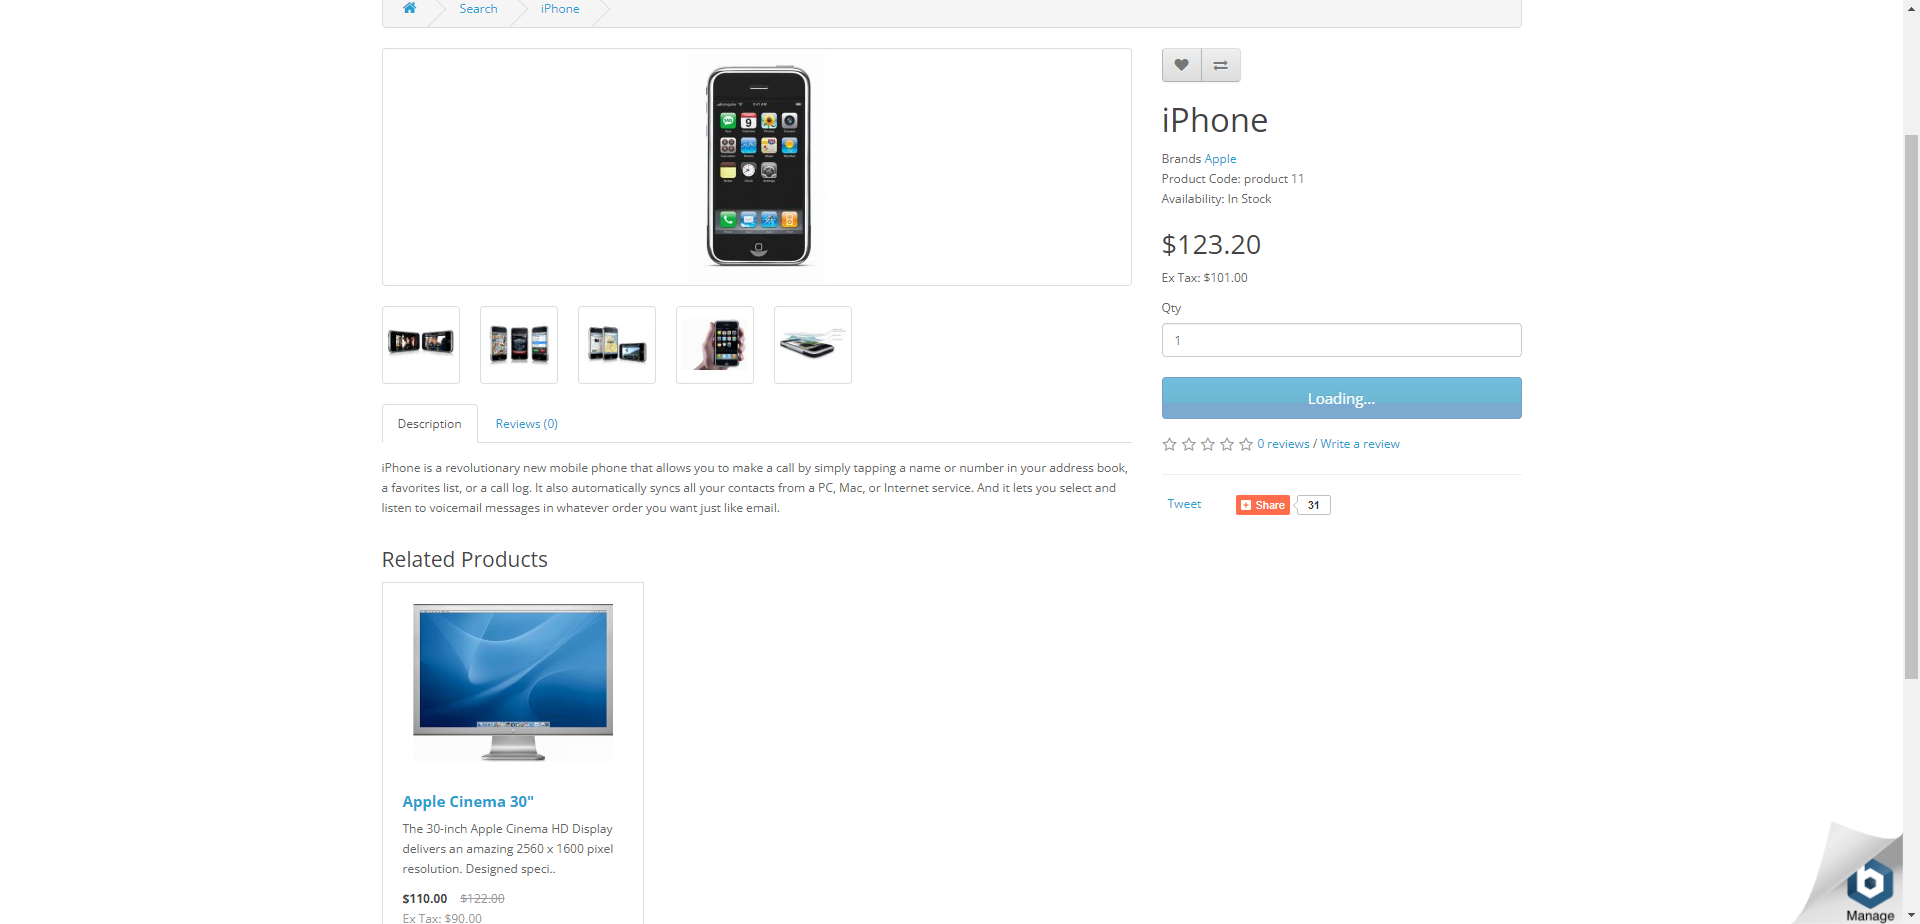 Search
iPhone
iPhone
Brands Apple
Product Code: product 11
Availability: In Stock
$123.20
Ex Tax: $101.00
Qty
1
Loading...
0 reviews / Write a review
Tweet
Share
31
Description
Reviews (0)
iPhone is a revolutionary new mobile phone that allows you to make a call by simply tapping a name or number in your address book,
a favorites list, or a call log. It also automatically syncs all your contacts from a PC, Mac, or Internet service. And it lets you select and
listen to voicemail messages in whatever order you want just like email.
Related Products
Apple Cinema 30"
The 30-inch Apple Cinema HD Display
delivers an amazing 2560 x 1600 pixel
resolution. Designed speci..
$110.00 $122.00
Ex Tax: $90.00
b
Manage